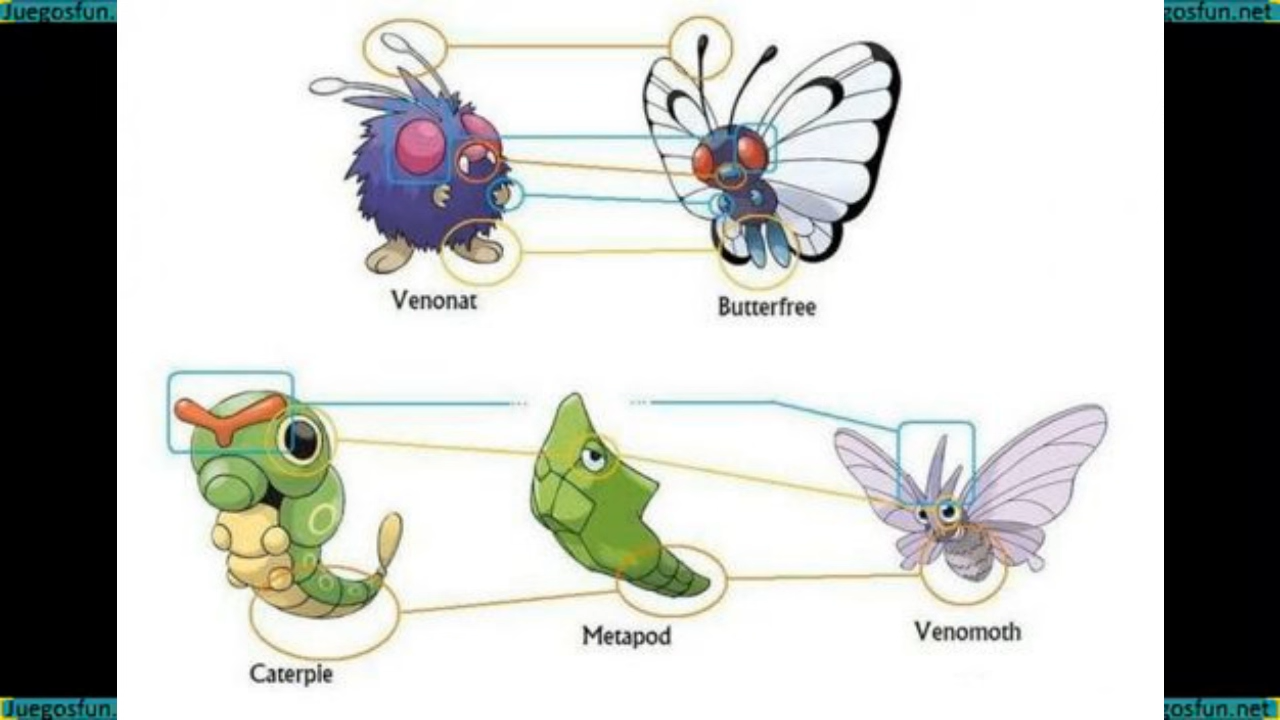 Juegosfun.
gosfun.net
Venonat
Butterfree
...
...
Metapod
Venomoth
Caterpie
Juegosfun.
gosfun.net